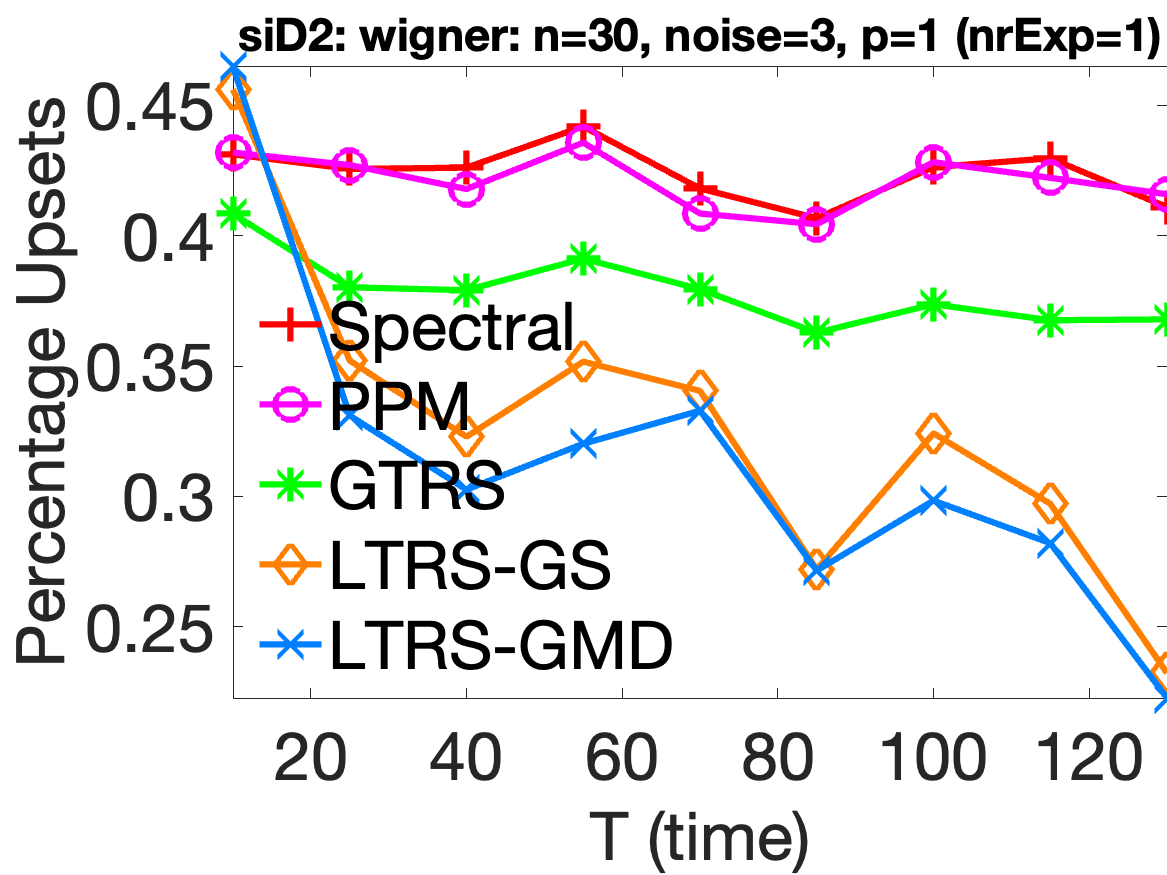 siD2: wigner: n=30, noise=3, p=1 (nrExp=1)
Percentage Upsets
0.45
0.4
0.35
0.3
0.25
Spectral
PPM
GTRS
LTRS-GS
LTRS-GMD
20 40 60 80 100 120
T (time)